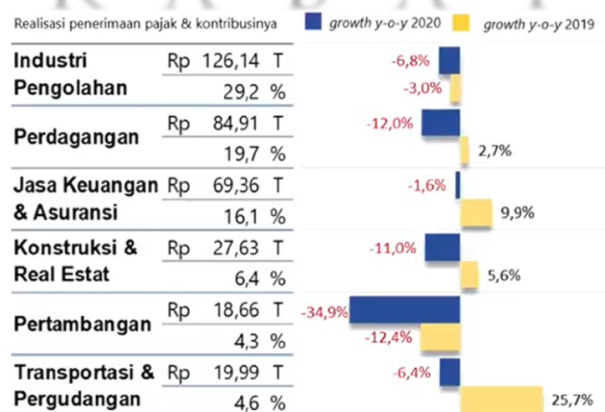 Realisasi penerimaan pajak & kontribusinya
growth y-o-y 2020 growth y-o-y 2019
Industri Pengolahan
Rp 126,14 T
29,2 %
-6,8%
-3,0%
Perdagangan
Rp 84,91 T
19,7 %
-12,0%
2,7%
Jasa Keuangan & Asuransi
Rp 69,36 T
16,1 %
-1,6%
9,9%
Konstruksi & Real Estat
Rp 27,63 T
6,4 %
-11,0%
5,6%
Pertambangan
Rp 18,66 T
4,3 %
-34,9%
-12,4%
Transportasi & Pergudangan
Rp 19,99 T
4,6 %
-6,4%
25,7%